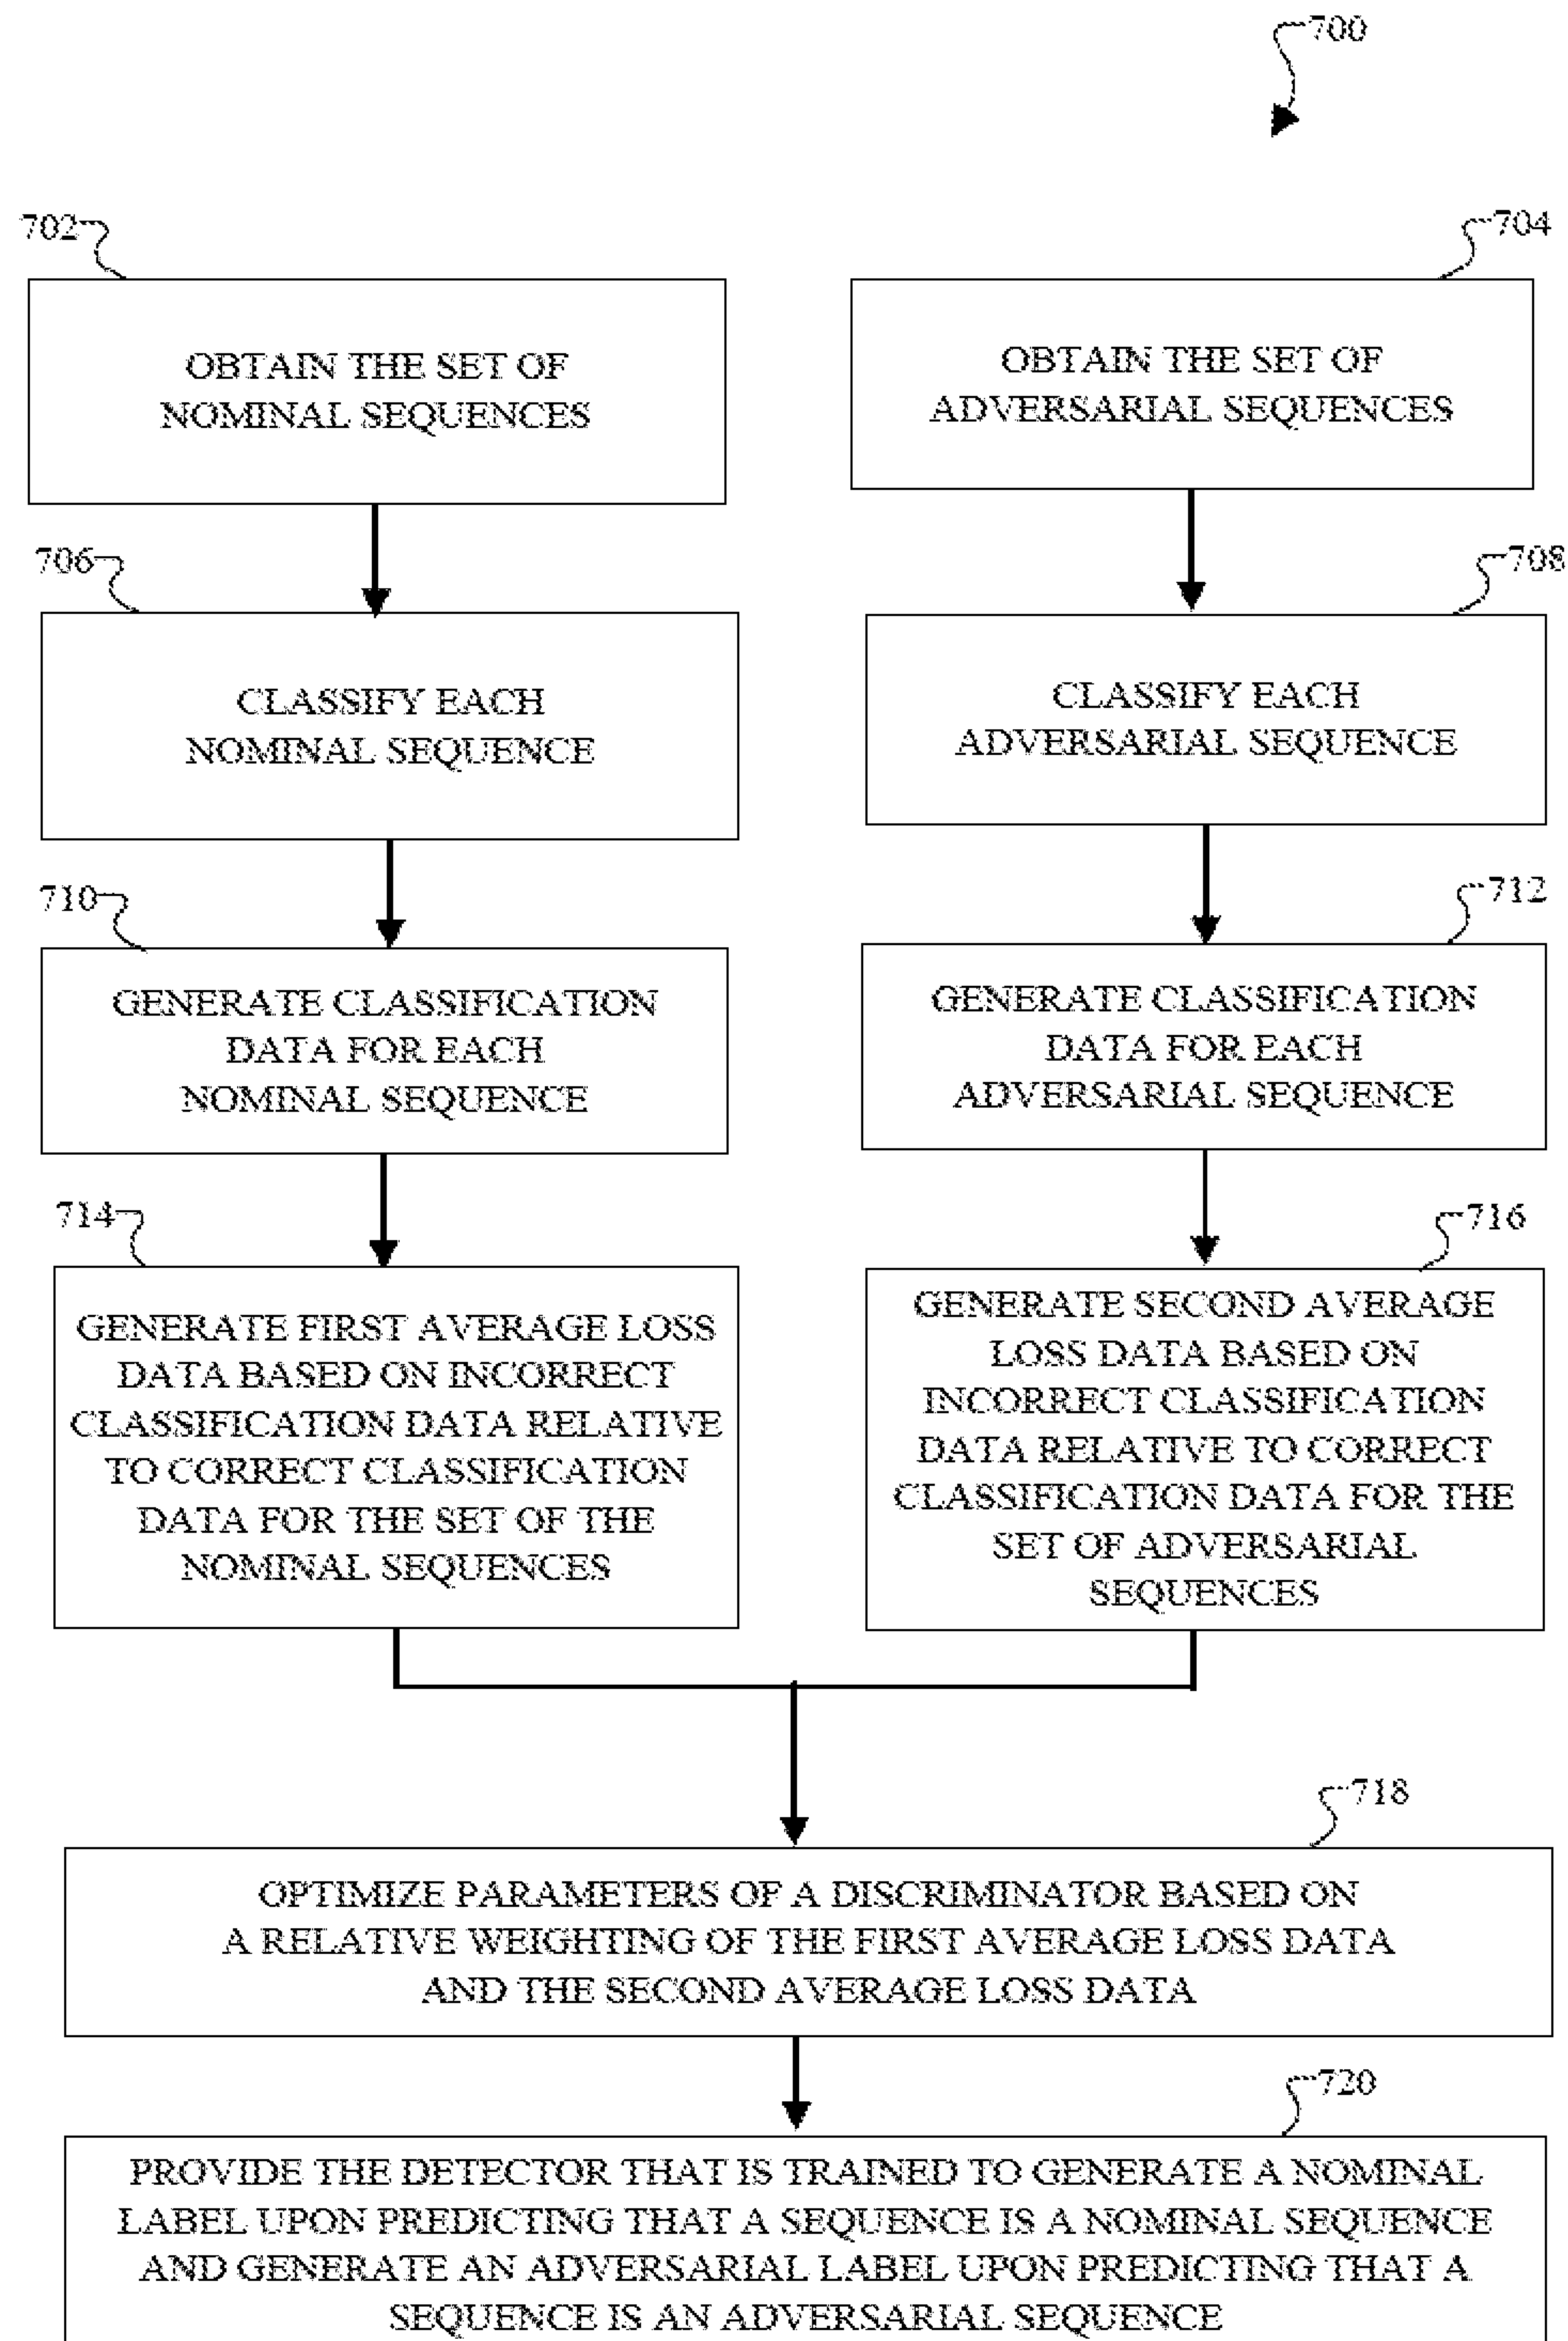 700
702
704
OBTAIN THE SET OF
NOMINAL SEQUENCES
OBTAIN THE SET OF
ADVERSARIAL SEQUENCES
706
708
CLASSIFY EACH
NOMINAL SEQUENCE
CLASSIFY EACH
ADVERSARIAL SEQUENCE
710
712
GENERATE CLASSIFICATION
DATA FOR EACH
NOMINAL SEQUENCE
GENERATE CLASSIFICATION
DATA FOR EACH
ADVERSARIAL SEQUENCE
714
716
GENERATE FIRST AVERAGE LOSS
DATA BASED ON INCORRECT
CLASSIFICATION DATA RELATIVE
TO CORRECT CLASSIFICATION
DATA FOR THE SET OF THE
NOMINAL SEQUENCES
GENERATE SECOND AVERAGE
LOSS DATA BASED ON
INCORRECT CLASSIFICATION
DATA RELATIVE TO CORRECT
CLASSIFICATION DATA FOR THE
SET OF ADVERSARIAL
SEQUENCES
718
OPTIMIZE PARAMETERS OF A DISCRIMINATOR BASED ON
A RELATIVE WEIGHTING OF THE FIRST AVERAGE LOSS DATA
AND THE SECOND AVERAGE LOSS DATA
720
PROVIDE THE DETECTOR THAT IS TRAINED TO GENERATE A NOMINAL
LABEL UPON PREDICTING THAT A SEQUENCE IS A NOMINAL SEQUENCE
AND GENERATE AN ADVERSARIAL LABEL UPON PREDICTING THAT A
SEQUENCE IS AN ADVERSARIAL SEQUENCE